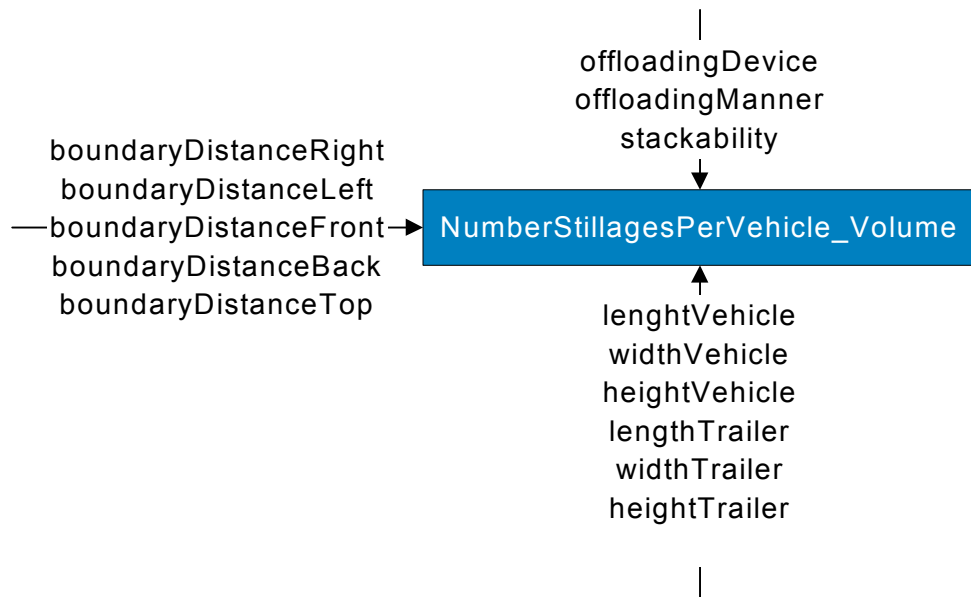 offloadingDevice
offloadingManner
stackability
boundaryDistanceRight
boundaryDistanceLeft
boundaryDistanceFront
boundaryDistanceBack
boundaryDistanceTop
NumberStillagesPerVehicle_Volume
lenghtVehicle
widthVehicle
heightVehicle
lengthTrailer
widthTrailer
heightTrailer